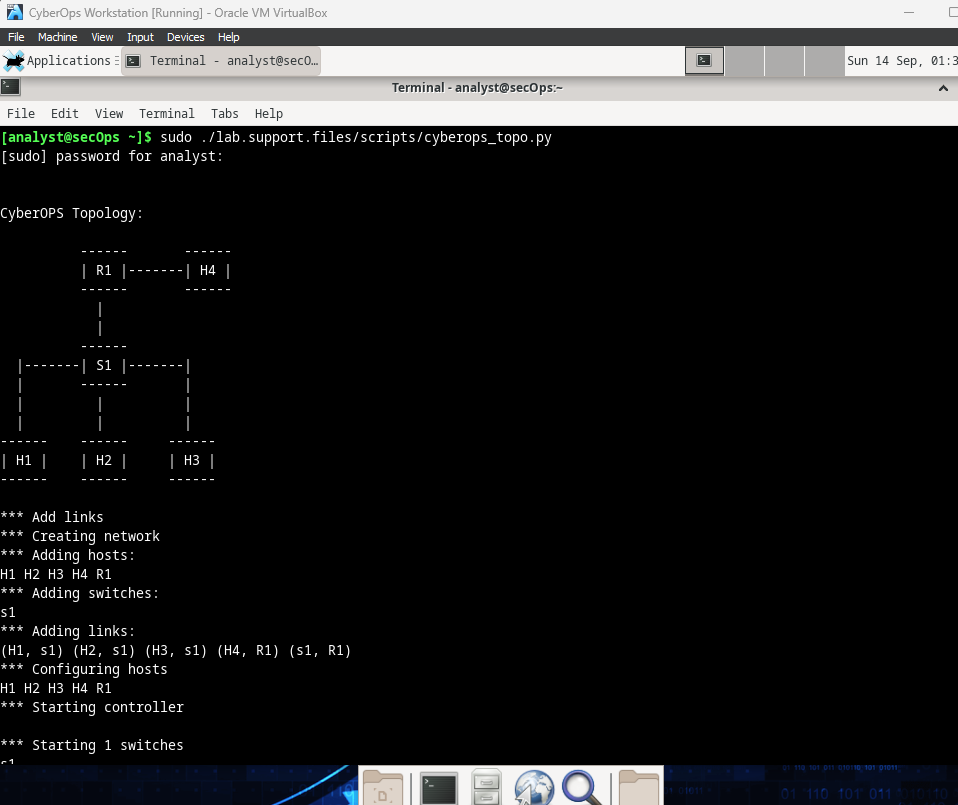 CyberOps Workstation [Running] - Oracle VM VirtualBox
File Machine View Input Devices Help
Applications Terminal - analyst@secO... Sun 14 Sep, 01:3
Terminal - analyst@secOps:~
File Edit View Terminal Tabs Help
[analyst@secOps ~]$ sudo ./lab.support.files/scripts/cyberops_topo.py
[sudo] password for analyst:
CyberOPS Topology:
          ------       ------
          | R1 |-------| H4 |
          ------       ------
            |
            |
          ------
  |-------| S1 |-------|
  |       ------       |
  |         |          |
  |         |          |
------    ------     ------
| H1 |    | H2 |     | H3 |
------    ------     ------
*** Add links
*** Creating network
*** Adding hosts:
H1 H2 H3 H4 R1
*** Adding switches:
s1
*** Adding links:
(H1, s1) (H2, s1) (H3, s1) (H4, R1) (s1, R1)
*** Configuring hosts
H1 H2 H3 H4 R1
*** Starting controller
*** Starting 1 switches
s1